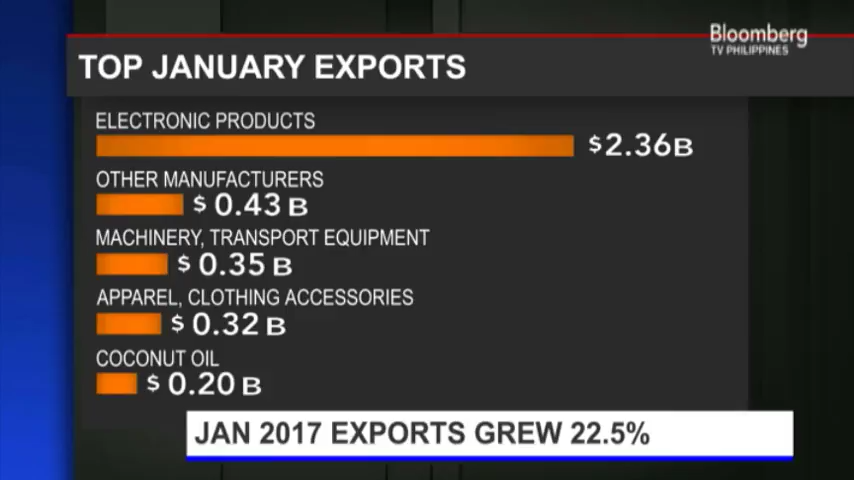 Bloomberg
TV PHILIPPINES
TOP JANUARY EXPORTS
ELECTRONIC PRODUCTS
$2.36B
OTHER MANUFACTURERS
$ 0.43 B
MACHINERY, TRANSPORT EQUIPMENT
$ 0.35 B
APPAREL, CLOTHING ACCESSORIES
$ 0.32 B
COCONUT OIL
$ 0.20 B
JAN 2017 EXPORTS GREW 22.5%